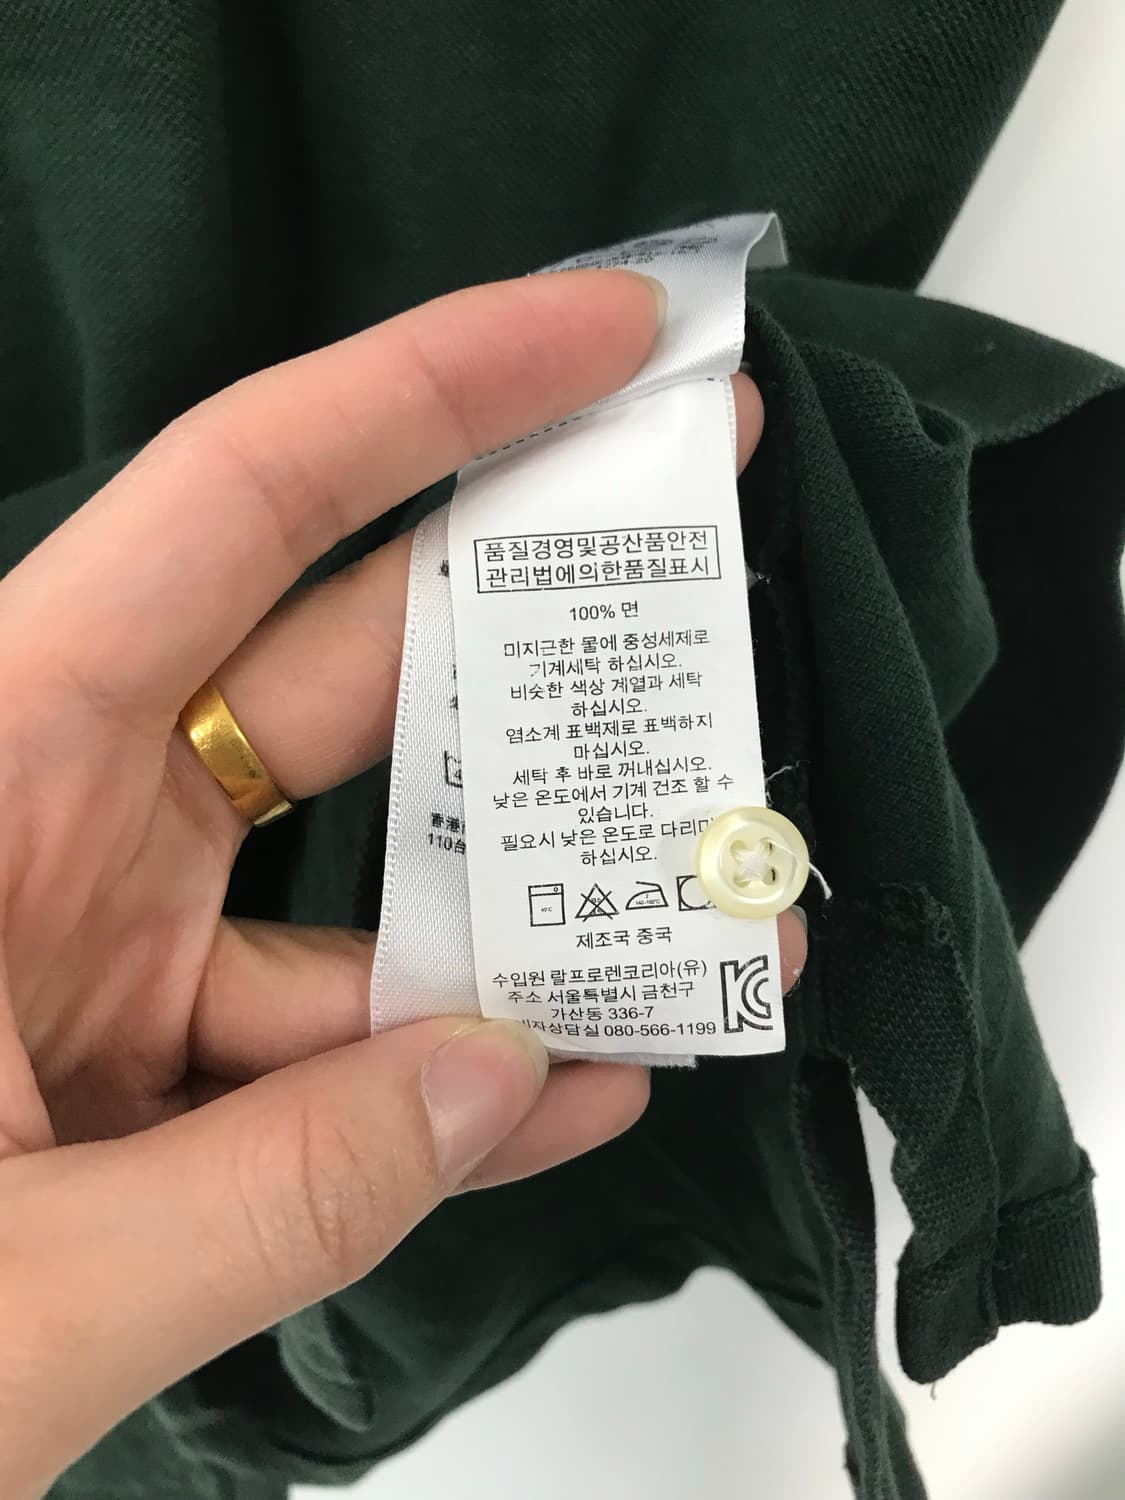 품질경영및공산품안전
관리법에의한품질표시
100% 면
미지근한 물에 중성세제로
기계세탁 하십시오.
비슷한 색상 계열과 세탁
하십시오.
염소계 표백제로 표백하지
마십시오.
세탁 후 바로 꺼내십시오.
낮은 온도에서 기계 건조 할 수
있습니다.
필요시 낮은 온도로
하십시오.
40°C
제조국 중국
수입원 랄프로렌코리아(유)
주소 서울특별시 금천구
가산동 336-7
080-566-1199
香港
110台